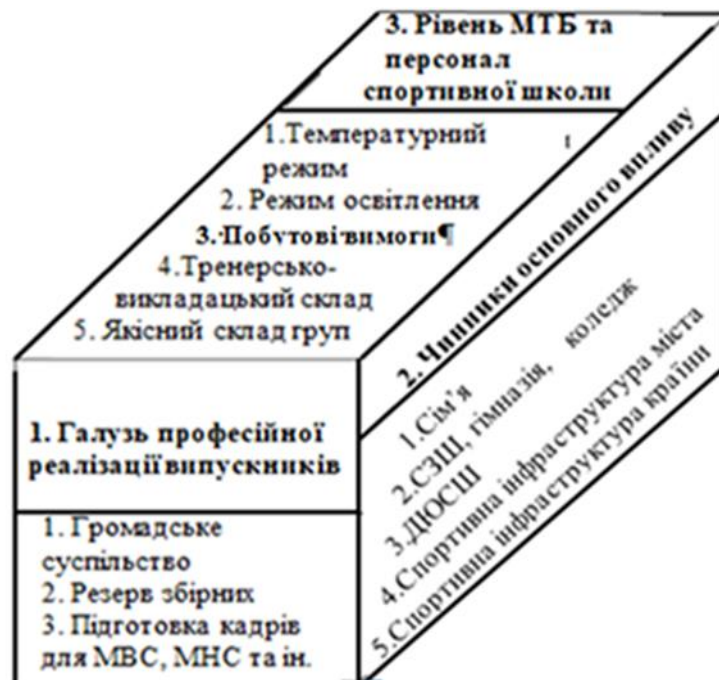 3. Рівень МТБ та
персонал
спортивної школи
1.Температурний
режим
2. Режим освітлення
3.·Побутові·вимоги¶
4.Тренерсько-
викладацький склад
5. Якісний склад груп
1. Галузь професійної
реалізації випускників
1. Громадське
суспільство
2. Резерв збірних
3. Підготовка кадрів
для МВС, МНС та ін.
2. Чинники основного впливу
1.Сім’я
2.СЗШ, гімназія, коледж
3.ДЮСШ
4.Спортивна інфраструктура міста
5.Спортивна інфраструктура країни